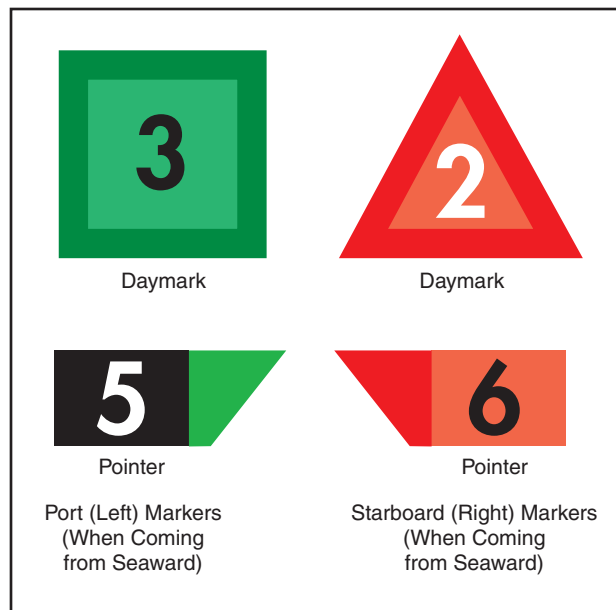 3
Daymark
2
Daymark
5
Pointer
6
Pointer
Port (Left) Markers
(When Coming
from Seaward)
Starboard (Right) Markers
(When Coming
from Seaward)